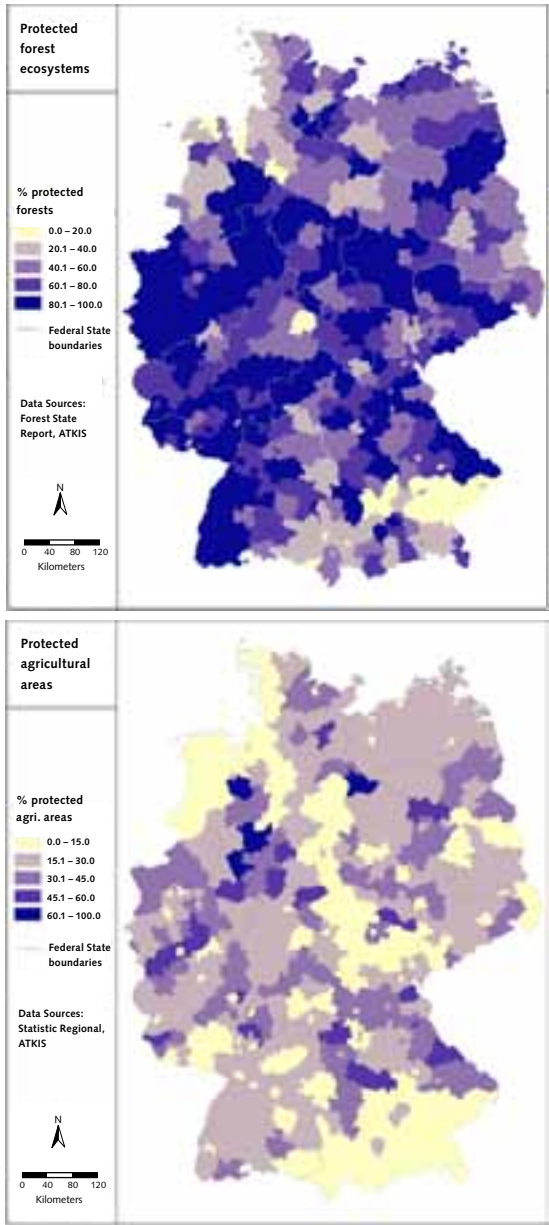 Protected
forest
ecosystems
% protected
forests
0.0 – 20.0
20.1 – 40.0
40.1 – 60.0
60.1 – 80.0
80.1 – 100.0
Federal State
boundaries
Data Sources:
Forest State
Report, ATKIS
N
0 40 80 120
Kilometers
Protected
agricultural
areas
% protected
agri. areas
0.0 – 15.0
15.1 – 30.0
30.1 – 45.0
45.1 – 60.0
60.1 – 100.0
Federal State
boundaries
Data Sources:
Statistic Regional,
ATKIS
N
0 40 80 120
Kilometers